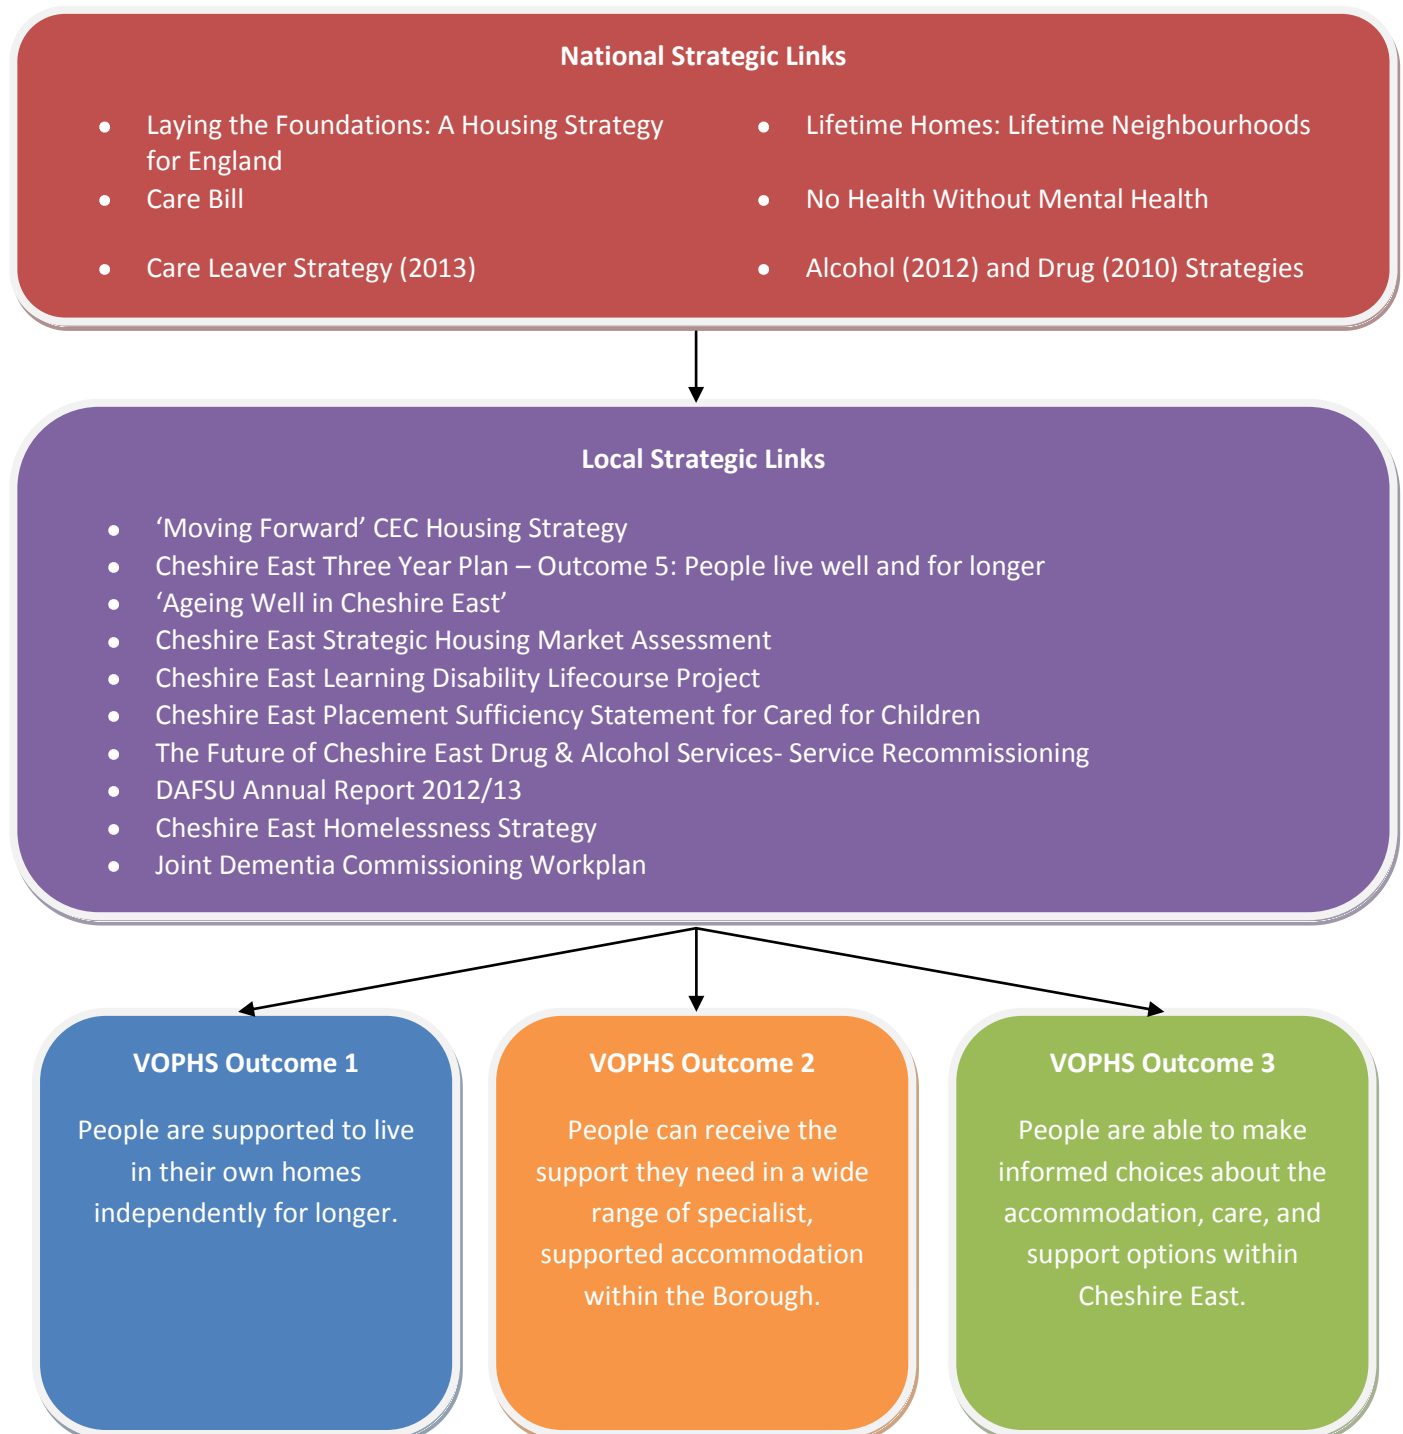 National Strategic Links
● Laying the Foundations: A Housing Strategy
for England
● Lifetime Homes: Lifetime Neighbourhoods
● Care Bill
● No Health Without Mental Health
● Care Leaver Strategy (2013)
● Alcohol (2012) and Drug (2010) Strategies
Local Strategic Links
● ‘Moving Forward’ CEC Housing Strategy
● Cheshire East Three Year Plan – Outcome 5: People live well and for longer
● ‘Ageing Well in Cheshire East’
● Cheshire East Strategic Housing Market Assessment
● Cheshire East Learning Disability Lifecourse Project
● Cheshire East Placement Sufficiency Statement for Cared for Children
● The Future of Cheshire East Drug & Alcohol Services- Service Recommissioning
● DAFSU Annual Report 2012/13
● Cheshire East Homelessness Strategy
● Joint Dementia Commissioning Workplan
VOPHS Outcome 1
People are supported to live
in their own homes
independently for longer.
VOPHS Outcome 2
People can receive the
support they need in a wide
range of specialist,
supported accommodation
within the Borough.
VOPHS Outcome 3
People are able to make
informed choices about the
accommodation, care, and
support options within
Cheshire East.